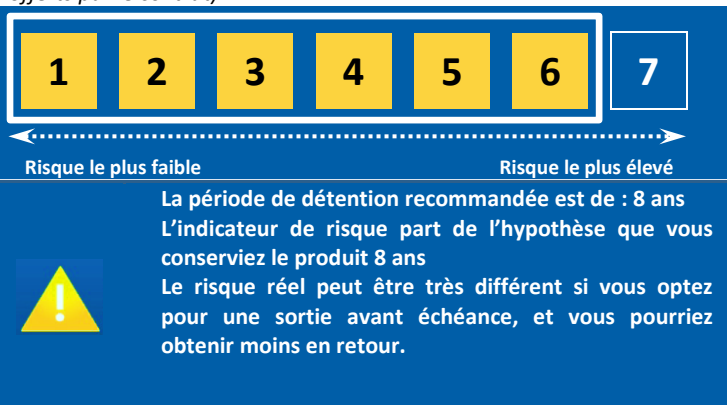 1 2 3 4 5 6 7
Risque le plus faible Risque le plus élevé
La période de détention recommandée est de : 8 ans
L'indicateur de risque part de l'hypothèse que vous
conserviez le produit 8 ans
Le risque réel peut être très différent si vous optez
pour une sortie avant échéance, et vous pourriez
obtenir moins en retour.